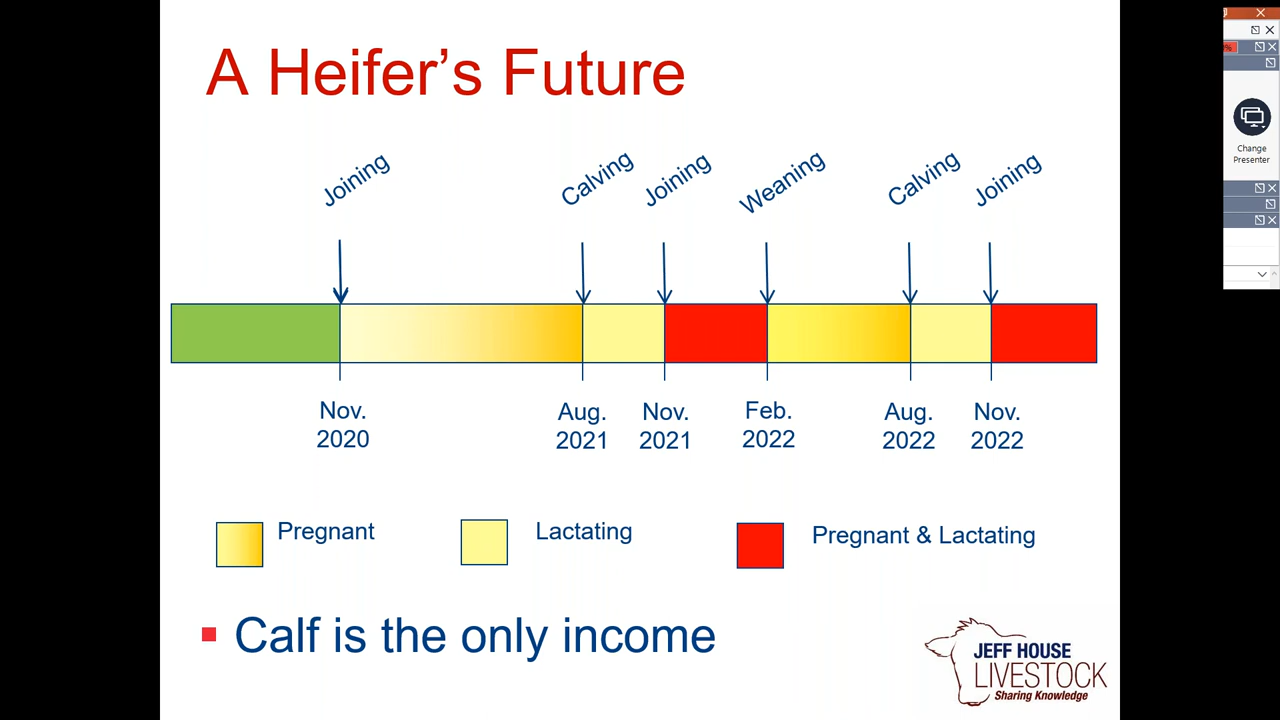 A Heifer's Future
Joining
Calving
Joining
Weaning
Calving
Joining
Nov.
2020
Aug.
2021
Nov.
2021
Feb.
2022
Aug.
2022
Nov.
2022
Pregnant
Lactating
Pregnant & Lactating
Calf is the only income
JEFF HOUSE
LIVESTOCK
Sharing Knowledge
Change
Presenter